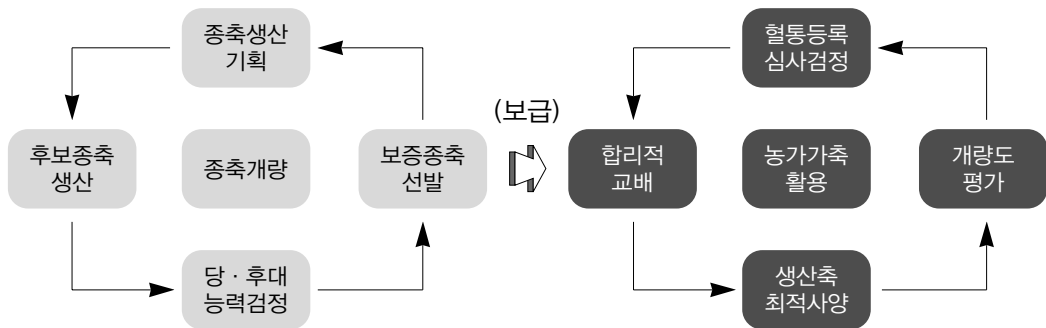 종축생산
기획
후보종축
생산
종축개량
보증종축
선발
당 · 후대
능력검정
(보급)
혈통등록
심사검정
합리적
교배
농가가축
활용
개량도
평가
생산축
최적사양